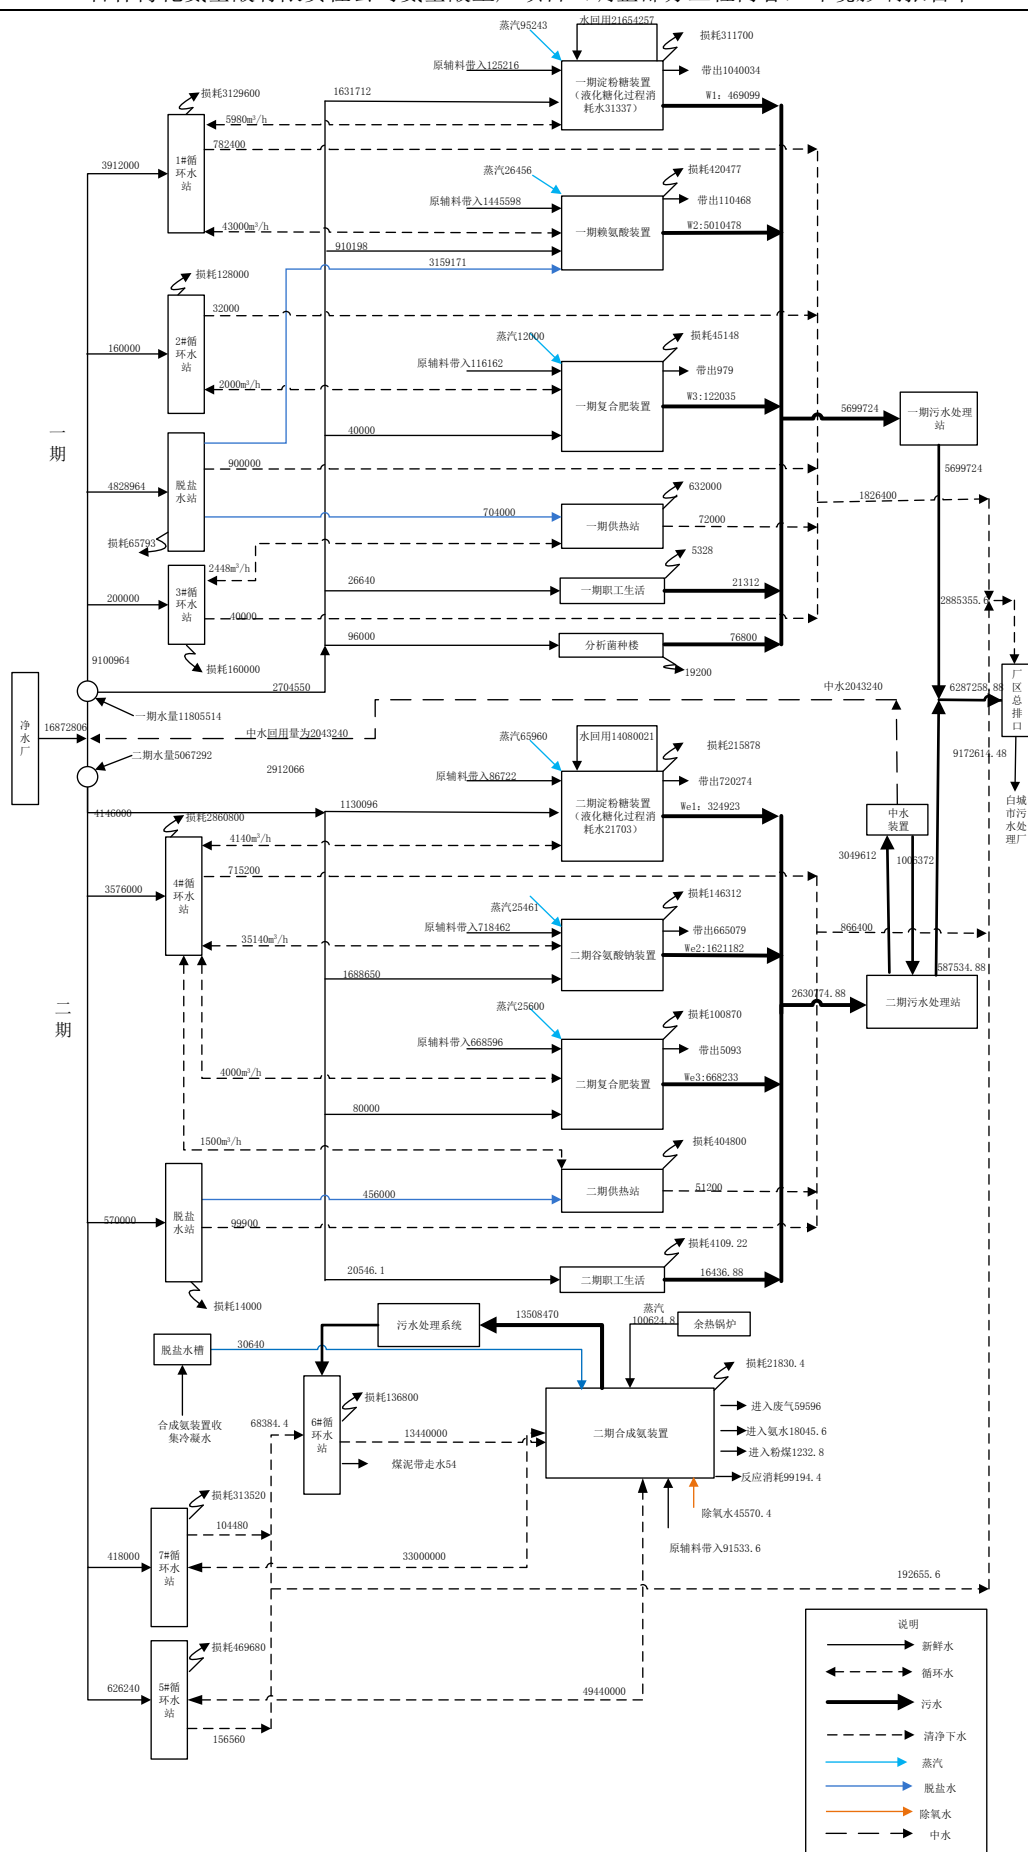 蒸汽95243
水回用21654257
损耗311700
原辅料带入125216
带出1040034
一期淀粉糖装置
（液化糖化过程消
耗水31337）
1631712
W1: 469099
损耗3129600
5980m³/h
782400
3912000
1#循
环水
站
蒸汽26456
损耗420477
原辅料带入1445598
带出110468
43000m³/h
一期赖氨酸装置
W2:5010478
910198
3159171
损耗128000
32000
2#循
环水
站
160000
蒸汽12000
损耗45148
原辅料带入116162
带出979
2000m³/h
一期复合肥装置
W3:122035
40000
5699724
一期污水处理
站
一
期
900000
4828964
脱盐
水站
损耗65793
704000
632000
一期供热站
72000
5699724
1826400
2448m³/h
5328
200000
3#循
环水
站
26640
一期职工生活
21312
40000
96000
分析菌种楼
76800
19200
损耗160000
2885355.6
9100964
2704550
一期水量11805514
净
水
厂
16872806
中水回用量为2043240
中水2043240
6287258.88
厂
区
总
排
口
二期水量5067292
2912066
9172614.48
白城
市污
水处
理厂
4146000
1130096
蒸汽65960
水回用14080021
损耗215878
原辅料带入86722
带出720274
二期淀粉糖装置
（液化糖化过程消
耗水21703）
We1: 324923
中水
装置
损耗2860800
4140m³/h
715200
3049612
1006372
3576000
4#循
环水
站
蒸汽25461
损耗146312
原辅料带入718462
带出665079
35140m³/h
二期谷氨酸钠装置
We2:1621182
1688650
866400
587534.88
2630774.88
二期污水处理站
二
期
蒸汽25600
损耗100870
原辅料带入668596
带出5093
4000m³/h
二期复合肥装置
We3:668233
80000
1500m³/h
损耗404800
脱盐
水站
456000
二期供热站
51200
570000
99900
损耗4109.22
20546.1
二期职工生活
16436.88
损耗14000
污水处理系统
13508470
蒸汽
100624.8
余热锅炉
脱盐水槽
30640
合成氨装置收
集冷凝水
68384.4
6#循
环水
站
损耗136800
13440000
煤泥带走水54
二期合成氨装置
损耗21830.4
进入废气59596
进入氨水18045.6
进入粉煤1232.8
反应消耗99194.4
除氧水45570.4
原辅料带入91533.6
损耗313520
104480
418000
7#循
环水
站
33000000
192655.6
损耗469680
626240
5#循
环水
站
49440000
156560
说明
新鲜水
循环水
污水
清净下水
蒸汽
脱盐水
除氧水
中水